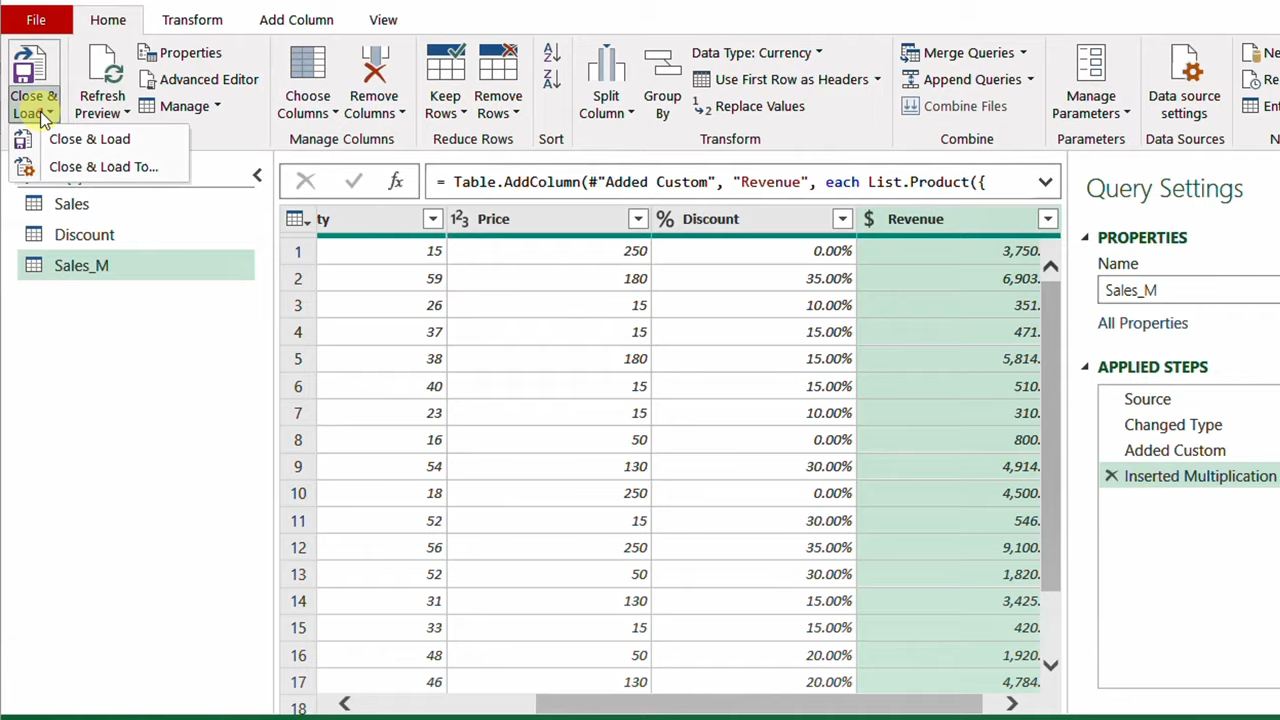 File Home Transform Add Column View
Close & Load
Refresh Preview
Properties
Advanced Editor
Manage
Choose Columns
Remove Columns
Manage Columns
Keep Rows
Remove Rows
Reduce Rows
Sort
Split Column
Group By
Data Type: Currency
Use First Row as Headers
Replace Values
Transform
Merge Queries
Append Queries
Combine Files
Combine
Manage Parameters
Parameters
Data source settings
Data Sources
Close & Load
Close & Load To...
Sales
Discount
Sales_M
fx = Table.AddColumn(#"Added Custom", "Revenue", each List.Product({
ty 123 Price % Discount $ Revenue
1 15 250 0.00% 3,750.
2 59 180 35.00% 6,903.
3 26 15 10.00% 351.
4 37 15 15.00% 471.
5 38 180 15.00% 5,814.
6 40 15 15.00% 510.
7 23 15 10.00% 310.
8 16 50 0.00% 800.
9 54 130 30.00% 4,914.
10 18 250 0.00% 4,500.
11 52 15 30.00% 546.
12 56 250 35.00% 9,100.
13 52 50 30.00% 1,820.
14 31 130 15.00% 3,425.
15 33 15 15.00% 420.
16 48 50 20.00% 1,920.
17 46 130 20.00% 4,784.
18
Query Settings
PROPERTIES
Name
Sales_M
All Properties
APPLIED STEPS
Source
Changed Type
Added Custom
Inserted Multiplication